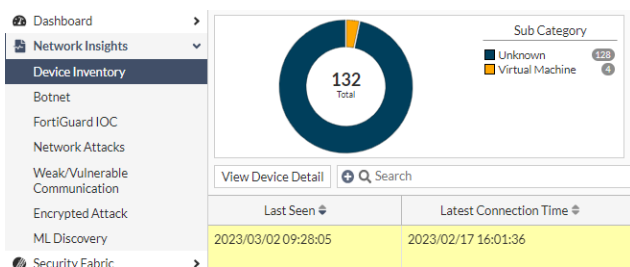 Dashboard
Network Insights
Device Inventory
Botnet
FortiGuard IOC
Network Attacks
Weak/Vulnerable
Communication
Encrypted Attack
ML Discovery
Security Fabric
132
Total
Sub Category
Unknown 128
Virtual Machine 4
View Device Detail Search
Last Seen Latest Connection Time
2023/03/02 09:28:05 2023/02/17 16:01:36